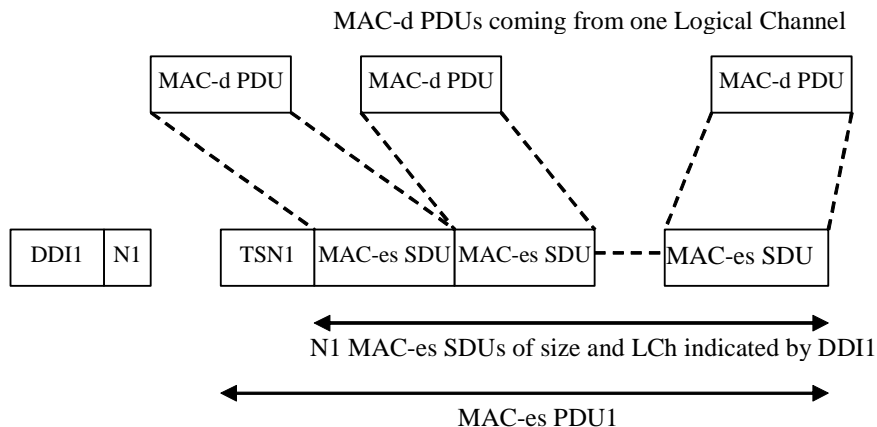 MAC-d PDUs coming from one Logical Channel
MAC-d PDU MAC-d PDU MAC-d PDU
DDI1 N1 TSN1 MAC-es SDU MAC-es SDU MAC-es SDU
N1 MAC-es SDUs of size and LCh indicated by DDI1
MAC-es PDU1